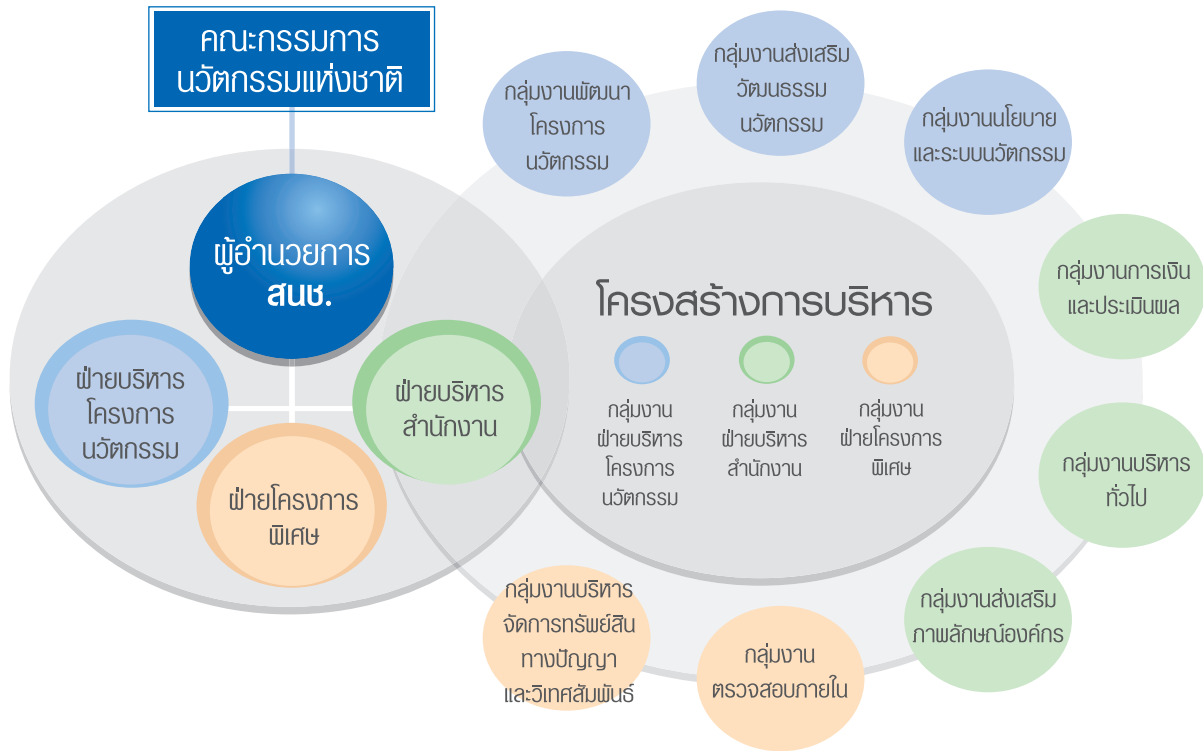 คณะกรรมการ
นวัตกรรมแห่งชาติ
ผู้อำนวยการ
สนช.
ฝ่ายบริหาร
โครงการ
นวัตกรรม
ฝ่ายโครงการ
พิเศษ
ฝ่ายบริหาร
สำนักงาน
โครงสร้างการบริหาร
กลุ่มงาน
ฝ่ายบริหาร
โครงการ
นวัตกรรม
กลุ่มงาน
ฝ่ายบริหาร
สำนักงาน
กลุ่มงาน
ฝ่ายโครงการ
พิเศษ
กลุ่มงานพัฒนา
โครงการ
นวัตกรรม
กลุ่มงานส่งเสริม
วัฒนธรรม
นวัตกรรม
กลุ่มงานนโยบาย
และระบบนวัตกรรม
กลุ่มงานการเงิน
และประเมินผล
กลุ่มงานบริหาร
ทั่วไป
กลุ่มงานส่งเสริม
ภาพลักษณ์องค์กร
กลุ่มงาน
ตรวจสอบภายใน
กลุ่มงานบริหาร
จัดการทรัพย์สิน
ทางปัญญา
และวิเทศสัมพันธ์